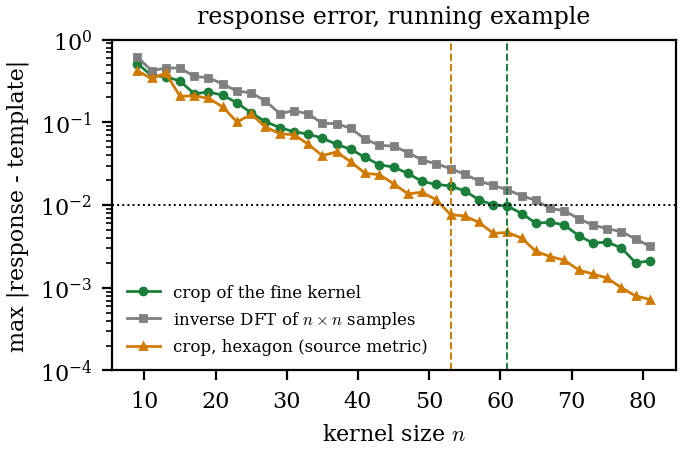 response error, running example
max |response - template|
10^0
10^{-1}
10^{-2}
10^{-3}
10^{-4}
crop of the fine kernel
inverse DFT of n × n samples
crop, hexagon (source metric)
10 20 30 40 50 60 70 80
kernel size n